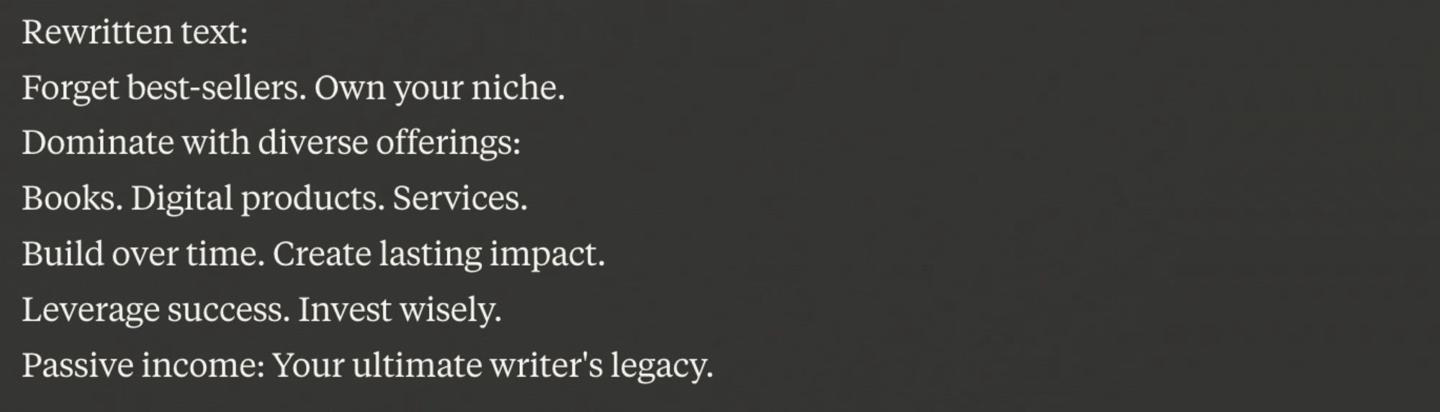 Rewritten text:
Forget best-sellers. Own your niche.
Dominate with diverse offerings:
Books. Digital products. Services.
Build over time. Create lasting impact.
Leverage success. Invest wisely.
Passive income: Your ultimate writer's legacy.